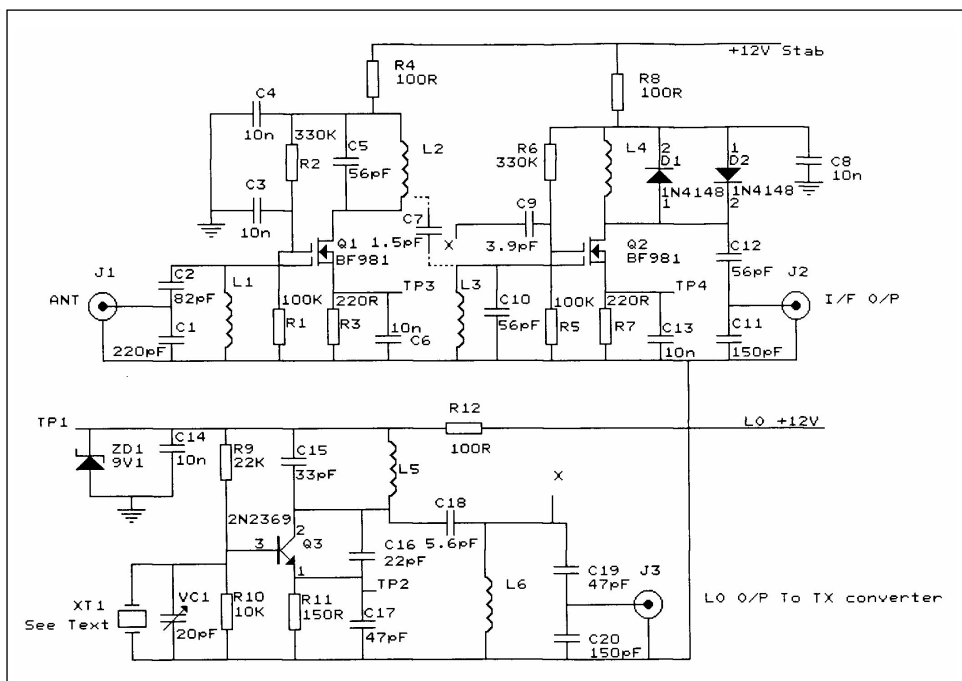 +12V Stab
R4
100R
R8
100R
C4
10n
330K
R2
C5
56pF
L2
R6
330K
L4
2
D1
1N4148
1
1
D2
1N4148
2
C8
10n
C3
10n
C7
1.5pF
X
C9
3.9pF
Q1
BF981
Q2
BF981
C12
56pF
J1
ANT
C2
82pF
C1
220pF
L1
100K
R1
220R
R3
TP3
10n
C6
L3
C10
56pF
100K
R5
220R
R7
TP4
C13
10n
J2
I/F O/P
C11
150pF
TP1
ZD1
9V1
C14
10n
R9
22K
C15
33pF
L5
R12
100R
LO +12V
X
2N2369
3
2
Q3
1
C16
22pF
C18
5.6pF
L6
C19
47pF
J3
LO O/P To TX converter
XT1
See Text
VC1
20pF
R10
10K
R11
150R
TP2
C17
47pF
C20
150pF